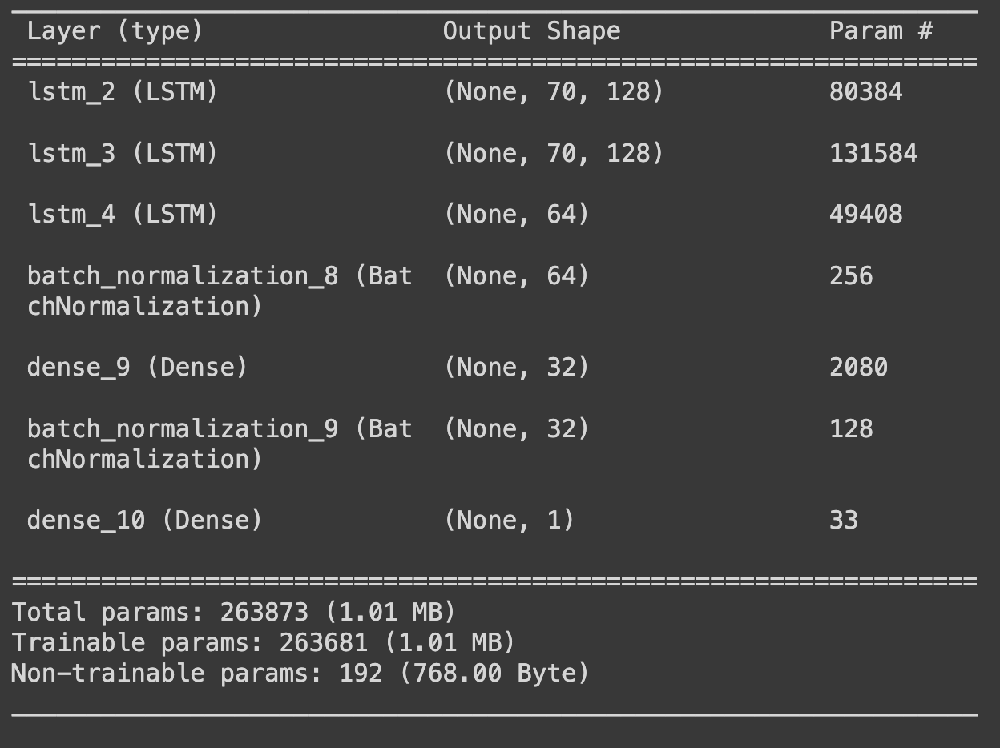 Layer (type) Output Shape Param #
=================================================================
lstm_2 (LSTM) (None, 70, 128) 80384
lstm_3 (LSTM) (None, 70, 128) 131584
lstm_4 (LSTM) (None, 64) 49408
batch_normalization_8 (Bat (None, 64) 256
chNormalization)
dense_9 (Dense) (None, 32) 2080
batch_normalization_9 (Bat (None, 32) 128
chNormalization)
dense_10 (Dense) (None, 1) 33
=================================================================
Total params: 263873 (1.01 MB)
Trainable params: 263681 (1.01 MB)
Non-trainable params: 192 (768.00 Byte)